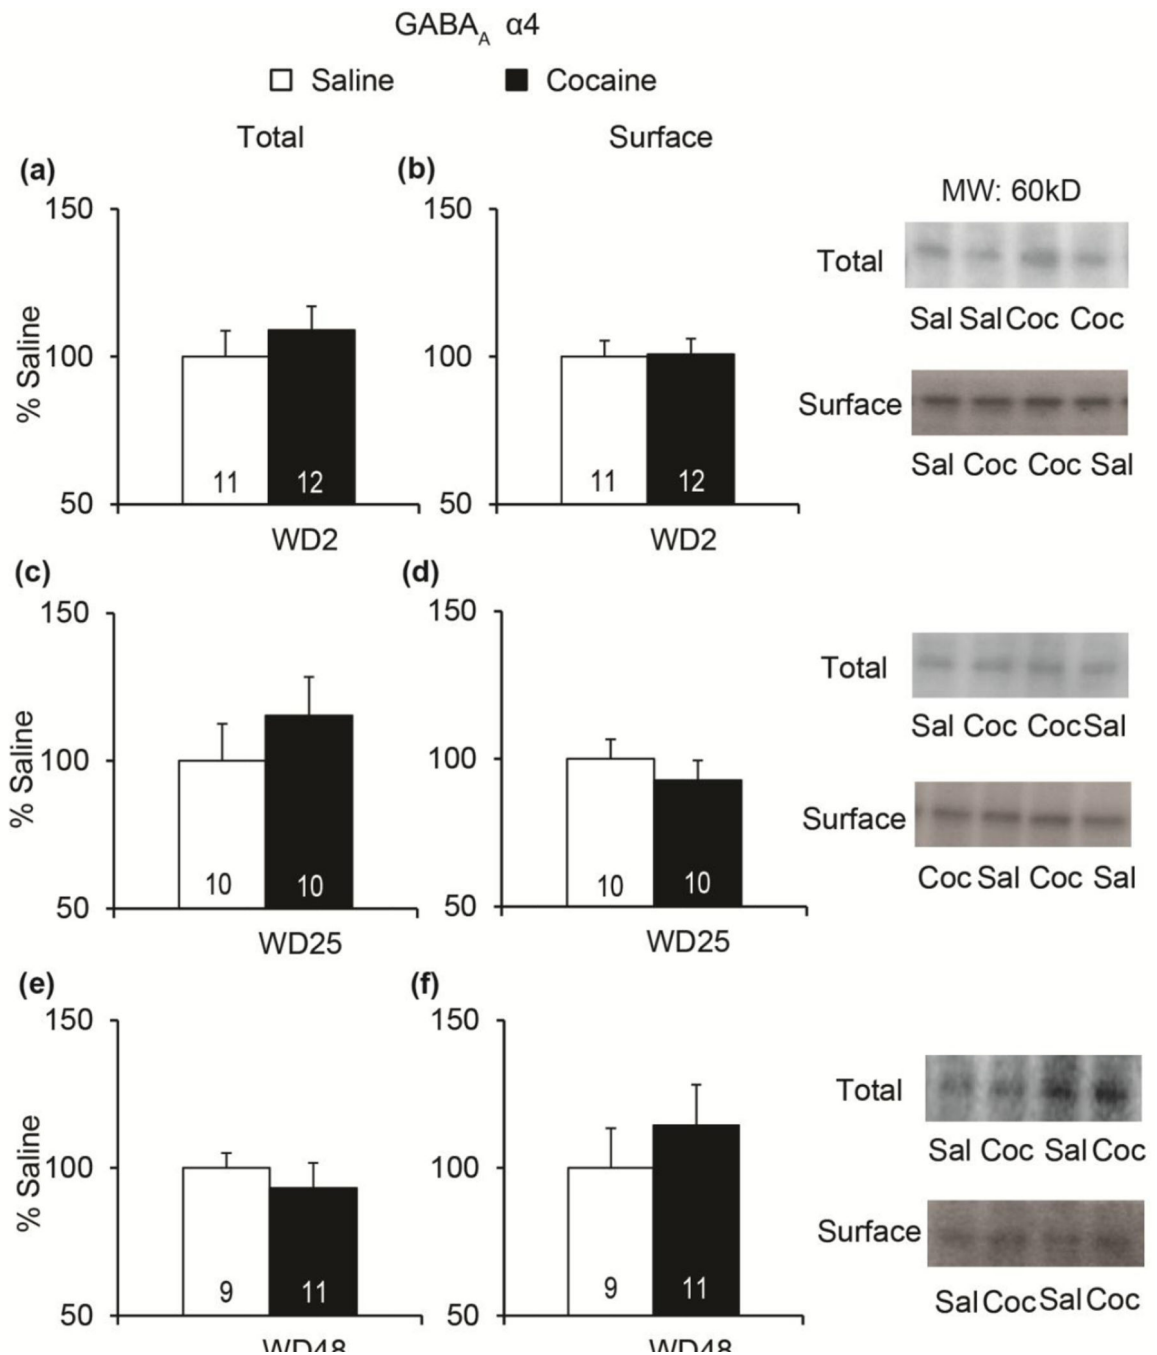 GABAA α4
Saline Cocaine
Total Surface
(a)
150
100
50
% Saline
11 12
WD2
(b)
150
100
50
11 12
WD2
MW: 60kD
Total
Sal Sal Coc Coc
Surface
Sal Coc Coc Sal
(c)
150
100
50
% Saline
10 10
WD25
(d)
150
100
50
10 10
WD25
Total
Sal Coc Coc Sal
Surface
Coc Sal Coc Sal
(e)
150
100
50
% Saline
9 11
WD48
(f)
150
100
50
9 11
WD48
Total
Sal Coc Sal Coc
Surface
Sal Coc Sal Coc